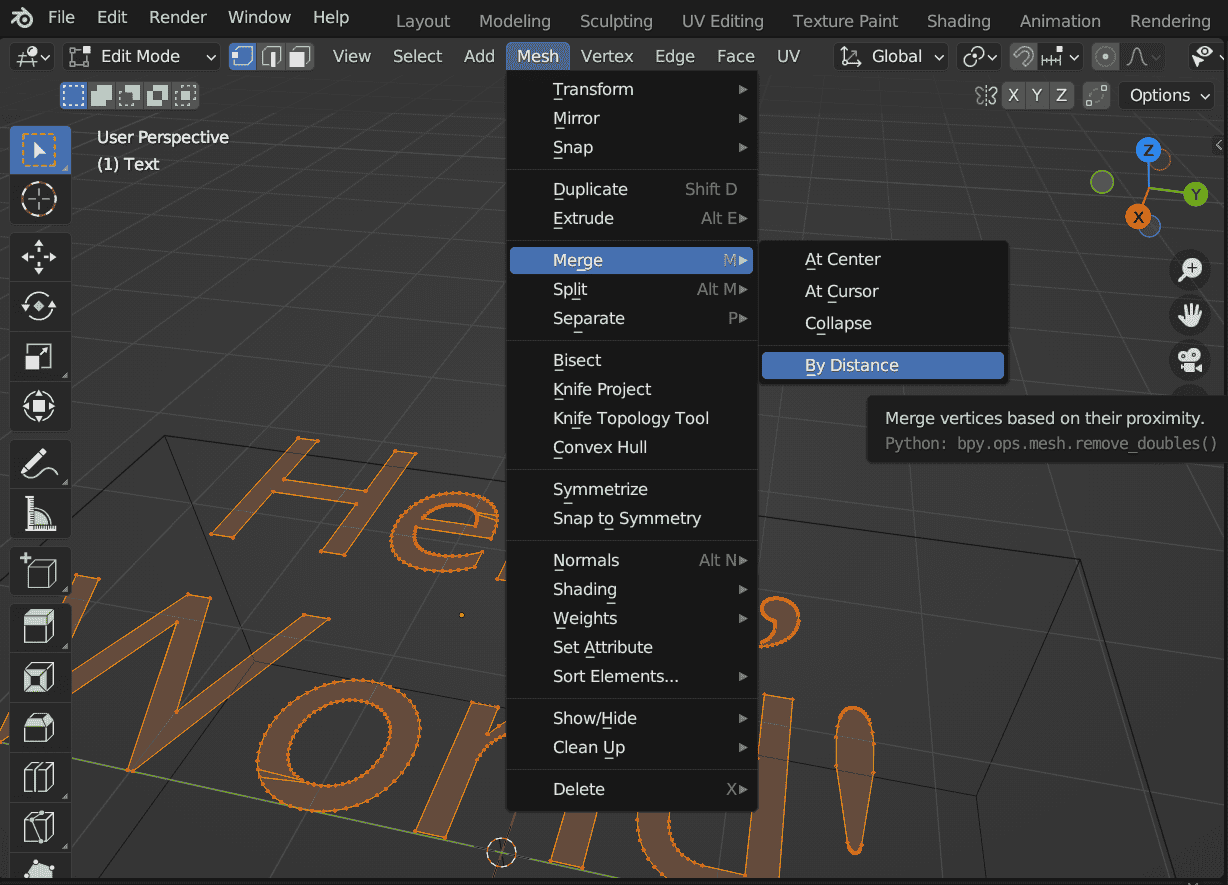 File Edit Render Window Help Layout Modeling Sculpting UV Editing Texture Paint Shading Animation Rendering
Edit Mode View Select Add Mesh Vertex Edge Face UV Global
X Y Z Options
User Perspective
(1) Text
Transform
Mirror
Snap
Duplicate Shift D
Extrude Alt E
Merge M
Split Alt M
Separate P
Bisect
Knife Project
Knife Topology Tool
Convex Hull
Symmetrize
Snap to Symmetry
Normals Alt N
Shading
Weights
Set Attribute
Sort Elements...
Show/Hide
Clean Up
Delete X
At Center
At Cursor
Collapse
By Distance
Merge vertices based on their proximity.
Python: bpy.ops.mesh.remove_doubles()
Z
Y
X